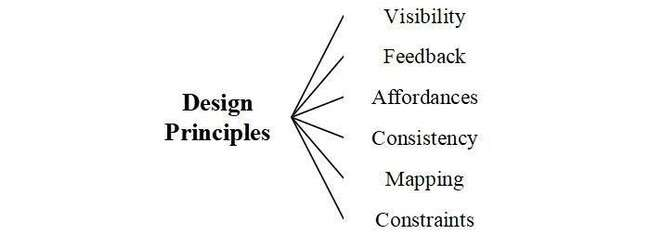 Design
Principles
Visibility
Feedback
Affordances
Consistency
Mapping
Constraints